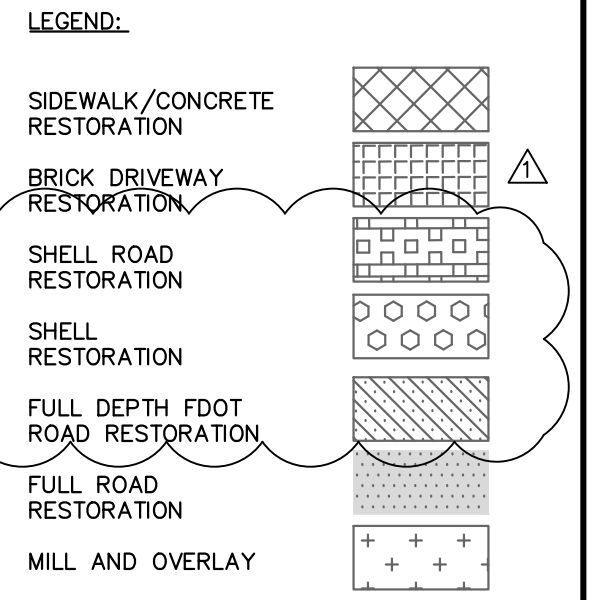 LEGEND:
SIDEWALK/CONCRETE
RESTORATION
BRICK DRIVEWAY
RESTORATION
1
SHELL ROAD
RESTORATION
SHELL
RESTORATION
FULL DEPTH FDOT
ROAD RESTORATION
FULL ROAD
RESTORATION
MILL AND OVERLAY